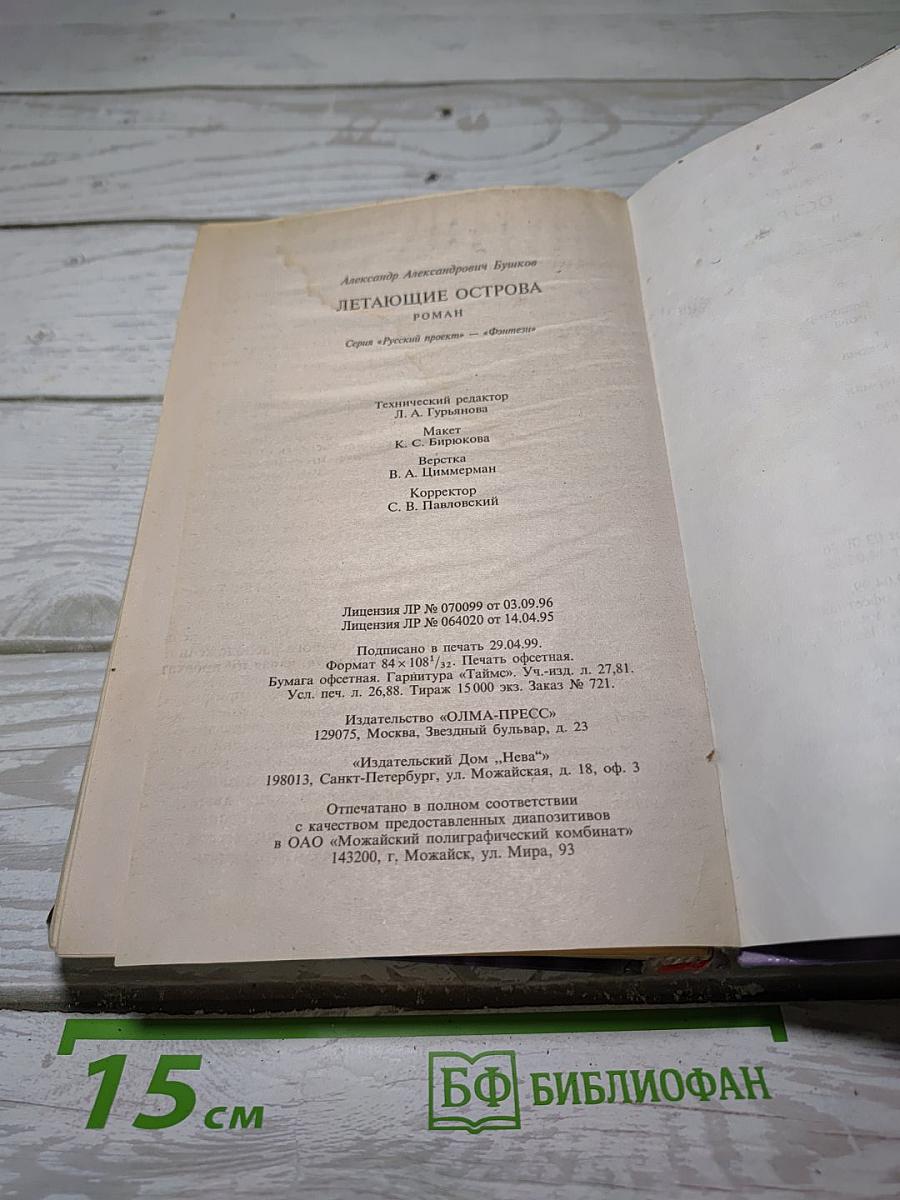 Александр Александрович Бушков
ЛЕТАЮЩИЕ ОСТРОВА
РОМАН
Серия «Русский проект» — «Фэнтези»
Технический редактор
Л. А. Гурьянова
Макет
К. С. Бирюкова
Верстка
В. А. Циммерман
Корректор
С. В. Павловский
Лицензия ЛР № 070099 от 03.09.96
Лицензия ЛР № 064020 от 14.04.95
Подписано в печать 29.04.99.
Формат 84 × 108¹/₃₂. Печать офсетная.
Бумага офсетная. Гарнитура «Таймс». Уч.-изд. л. 27,81.
Усл. печ. л. 26,88. Тираж 15 000 экз. Заказ № 721.
Издательство «ОЛМА-ПРЕСС»
129075, Москва, Звездный бульвар, д. 23
«Издательский Дом „Нева“»
198013, Санкт-Петербург, ул. Можайская, д. 18, оф. 3
Отпечатано в полном соответствии
с качеством предоставленных диапозитивов
в ОАО «Можайский полиграфический комбинат»
143200, г. Можайск, ул. Мира, 93
15 см
БФ БИБЛИОФАН